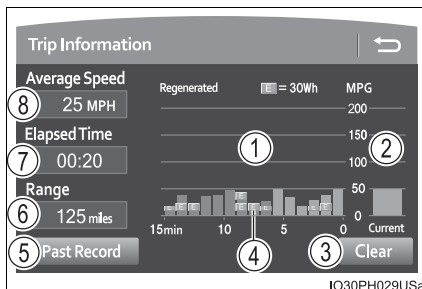 Trip Information
Average Speed
8
25 MPH
Elapsed Time
7
00:20
Range
6
125 miles
5
Past Record
Regenerated
E = 30Wh
MPG
200
150
100
50
0
1
2
E E E E E E E E
15min 10 5 0 Current
4
3
Clear
IO30PH029USa